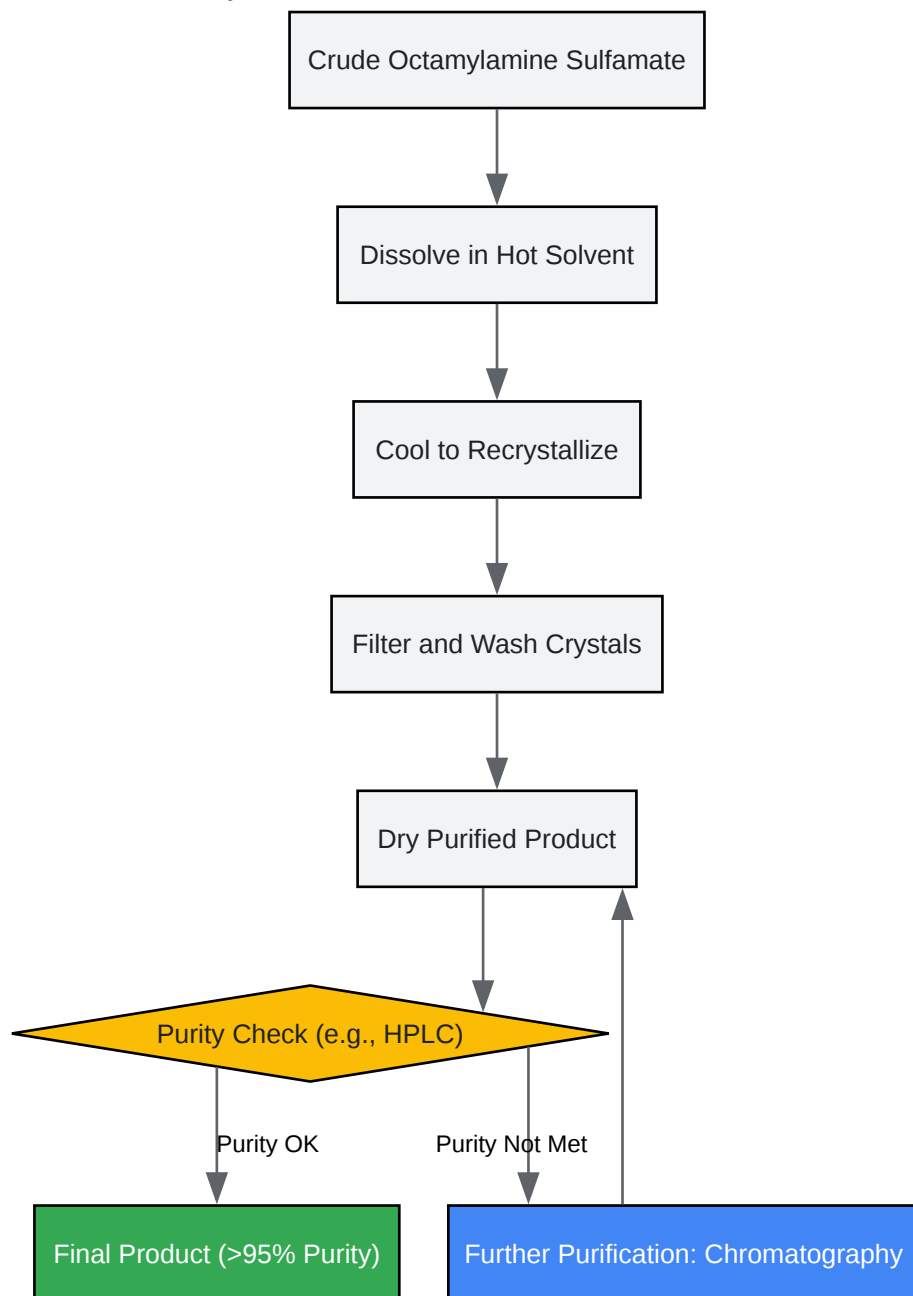 Crude Octamylamine Sulfamate
Dissolve in Hot Solvent
Cool to Recrystallize
Filter and Wash Crystals
Dry Purified Product
Purity Check (e.g., HPLC)
Purity OK
Purity Not Met
Final Product (>95% Purity)
Further Purification: Chromatography